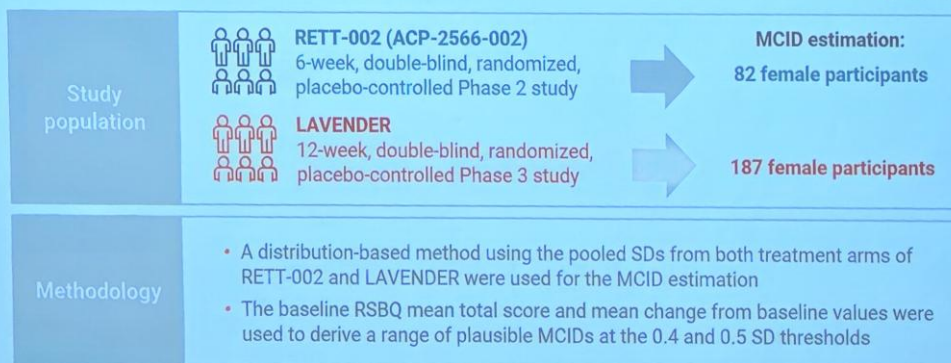 Study
population
RETT-002 (ACP-2566-002)
6-week, double-blind, randomized,
placebo-controlled Phase 2 study
MCID estimation:
82 female participants
LAVENDER
12-week, double-blind, randomized,
placebo-controlled Phase 3 study
187 female participants
Methodology
• A distribution-based method using the pooled SDs from both treatment arms of
RETT-002 and LAVENDER were used for the MCID estimation
• The baseline RSBQ mean total score and mean change from baseline values were
used to derive a range of plausible MCIDs at the 0.4 and 0.5 SD thresholds